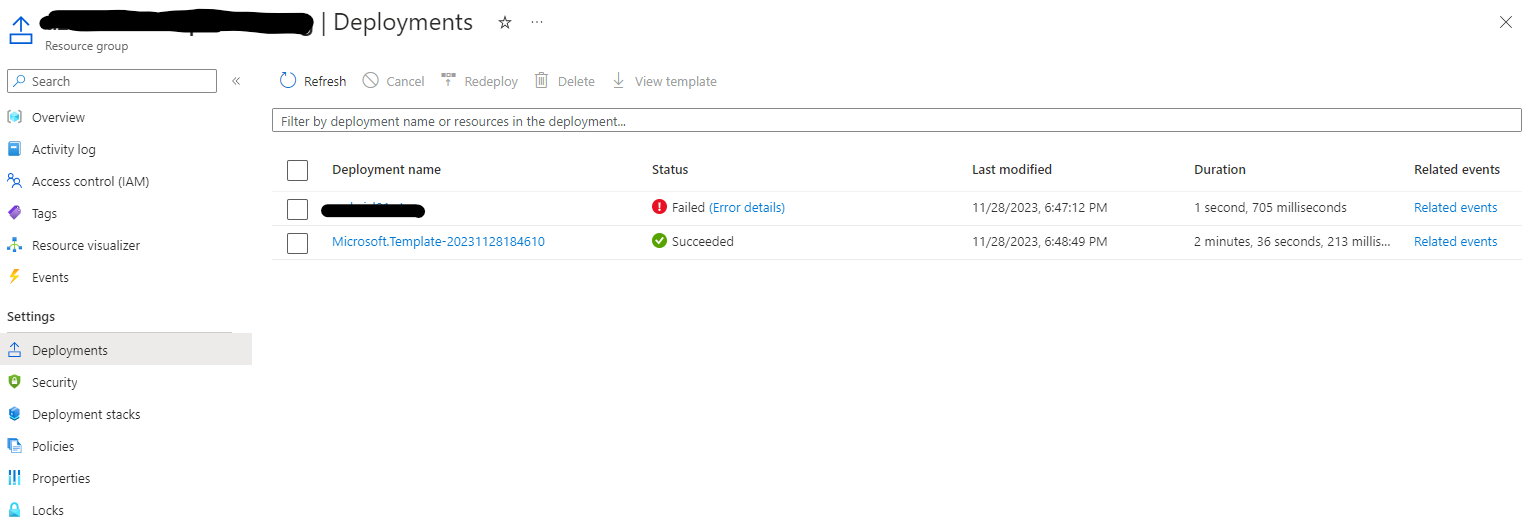 | Deployments
Resource group
Search
Refresh Cancel Redeploy Delete View template
Overview
Activity log
Access control (IAM)
Tags
Resource visualizer
Events
Settings
Deployments
Security
Deployment stacks
Policies
Properties
Locks
Filter by deployment name or resources in the deployment...
Deployment name Status Last modified Duration Related events
Failed (Error details) 11/28/2023, 6:47:12 PM 1 second, 705 milliseconds Related events
Microsoft.Template-20231128184610 Succeeded 11/28/2023, 6:48:49 PM 2 minutes, 36 seconds, 213 millis... Related events